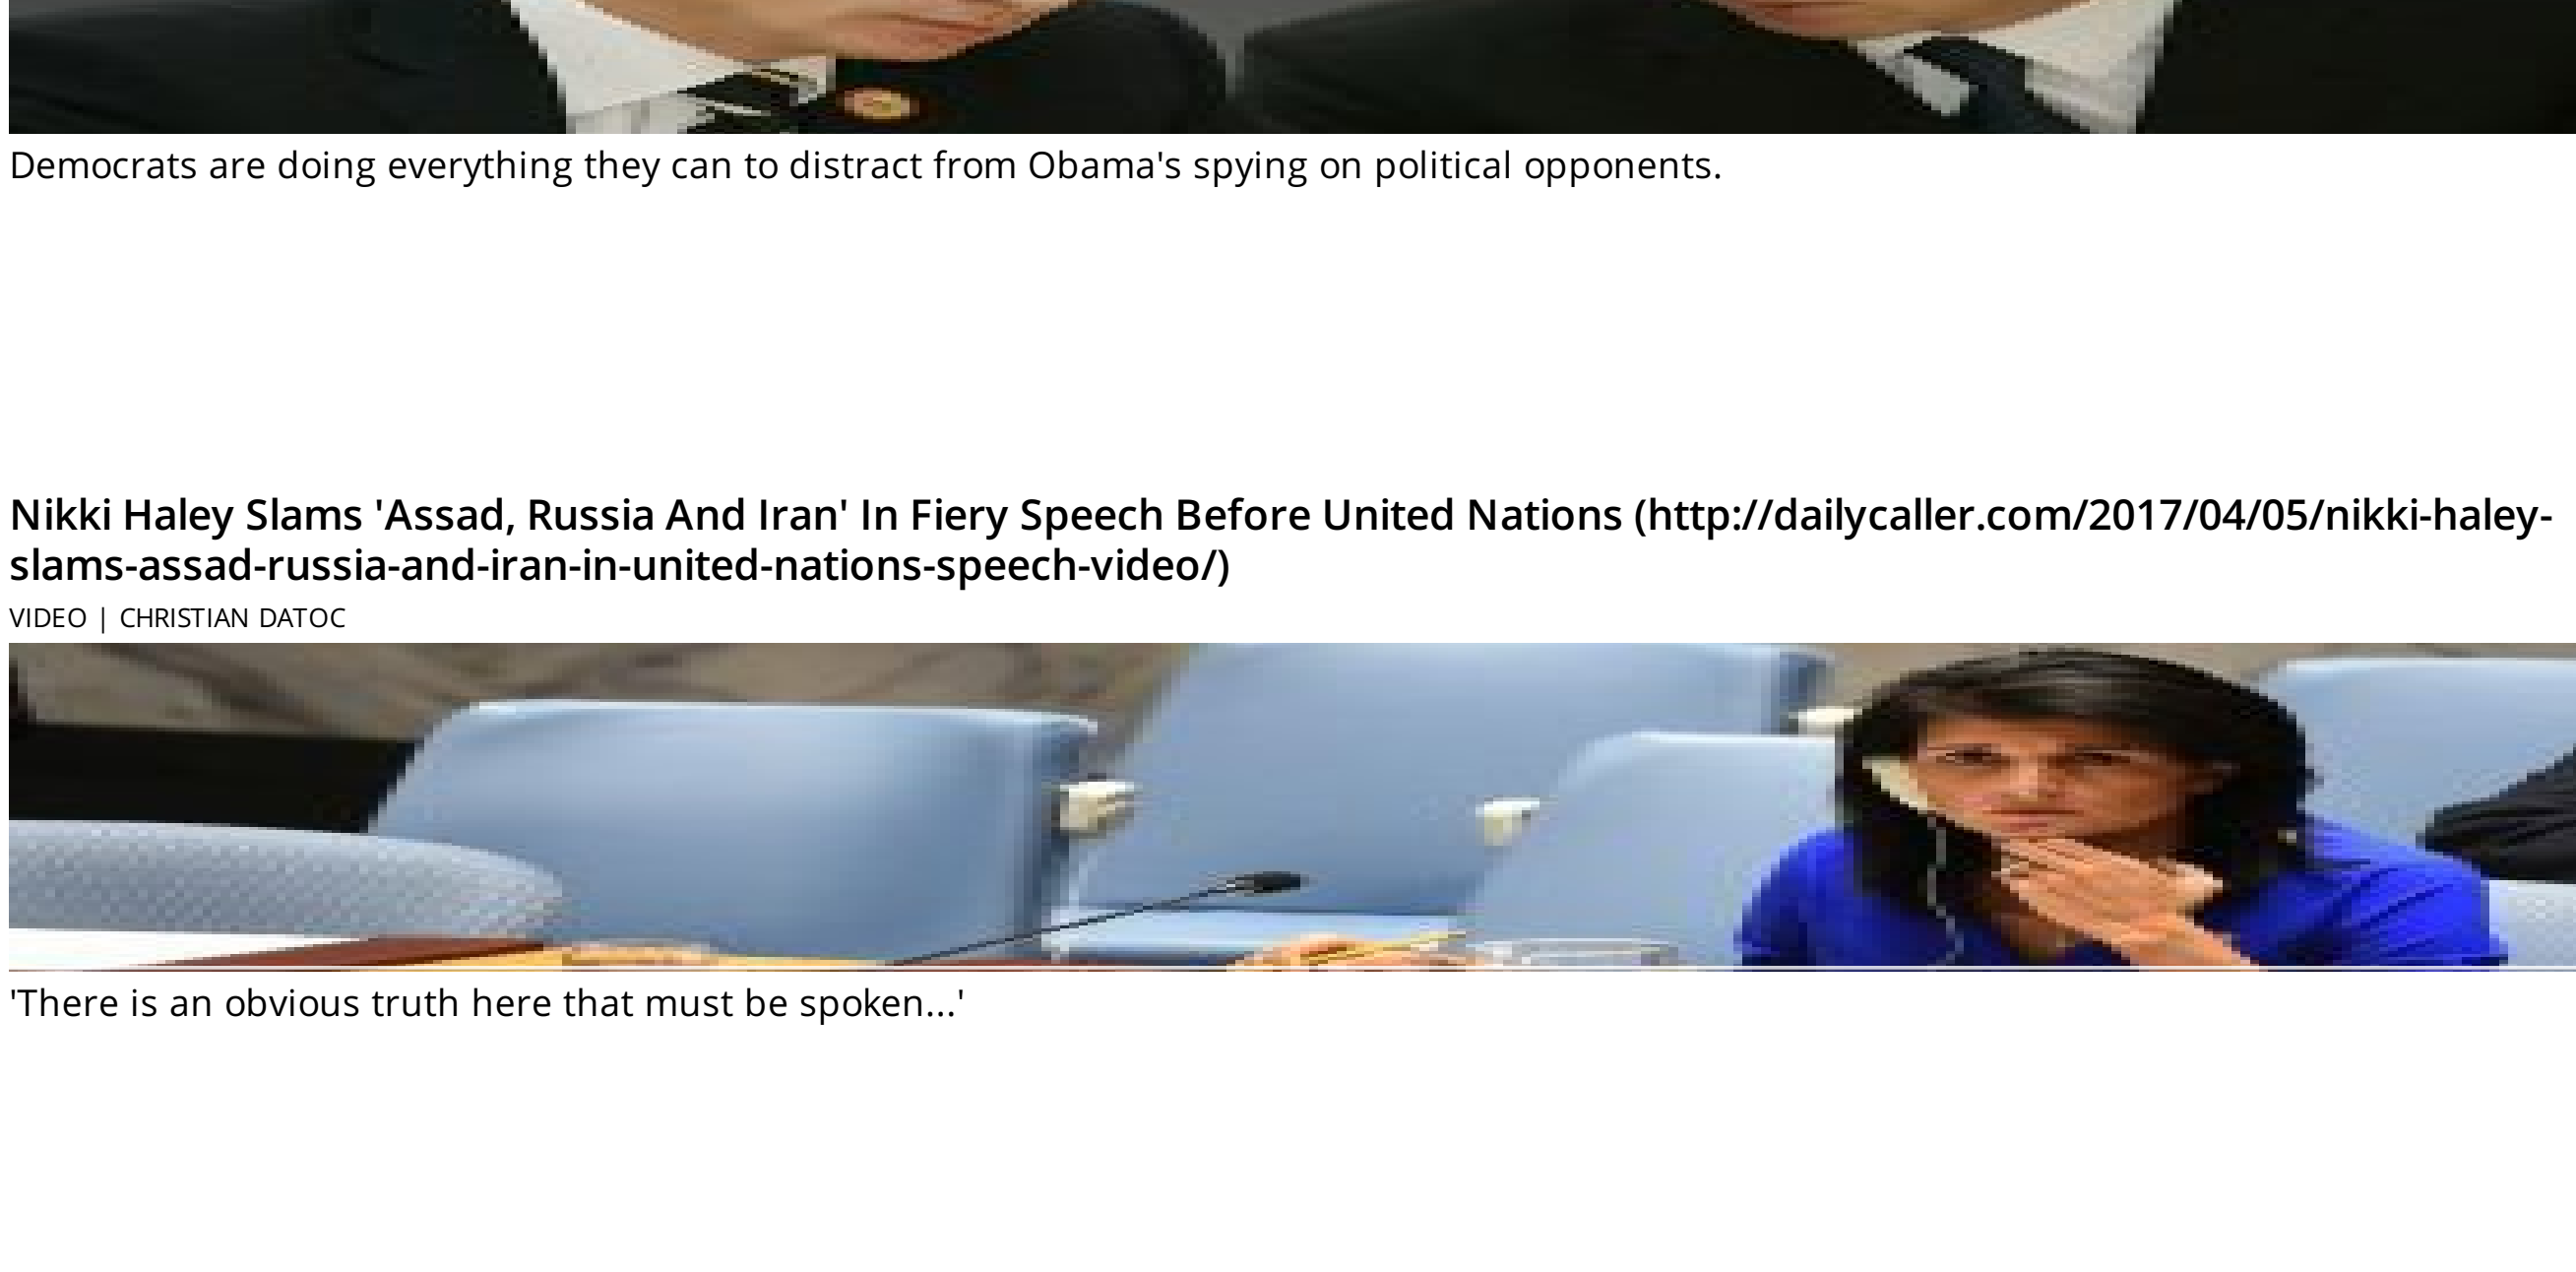 Democrats are doing everything they can to distract from Obama's spying on political opponents.
Nikki Haley Slams 'Assad, Russia And Iran' In Fiery Speech Before United Nations (http://dailycaller.com/2017/04/05/nikki-haley-
slams-assad-russia-and-iran-in-united-nations-speech-video/)
VIDEO | CHRISTIAN DATOC
'There is an obvious truth here that must be spoken...'